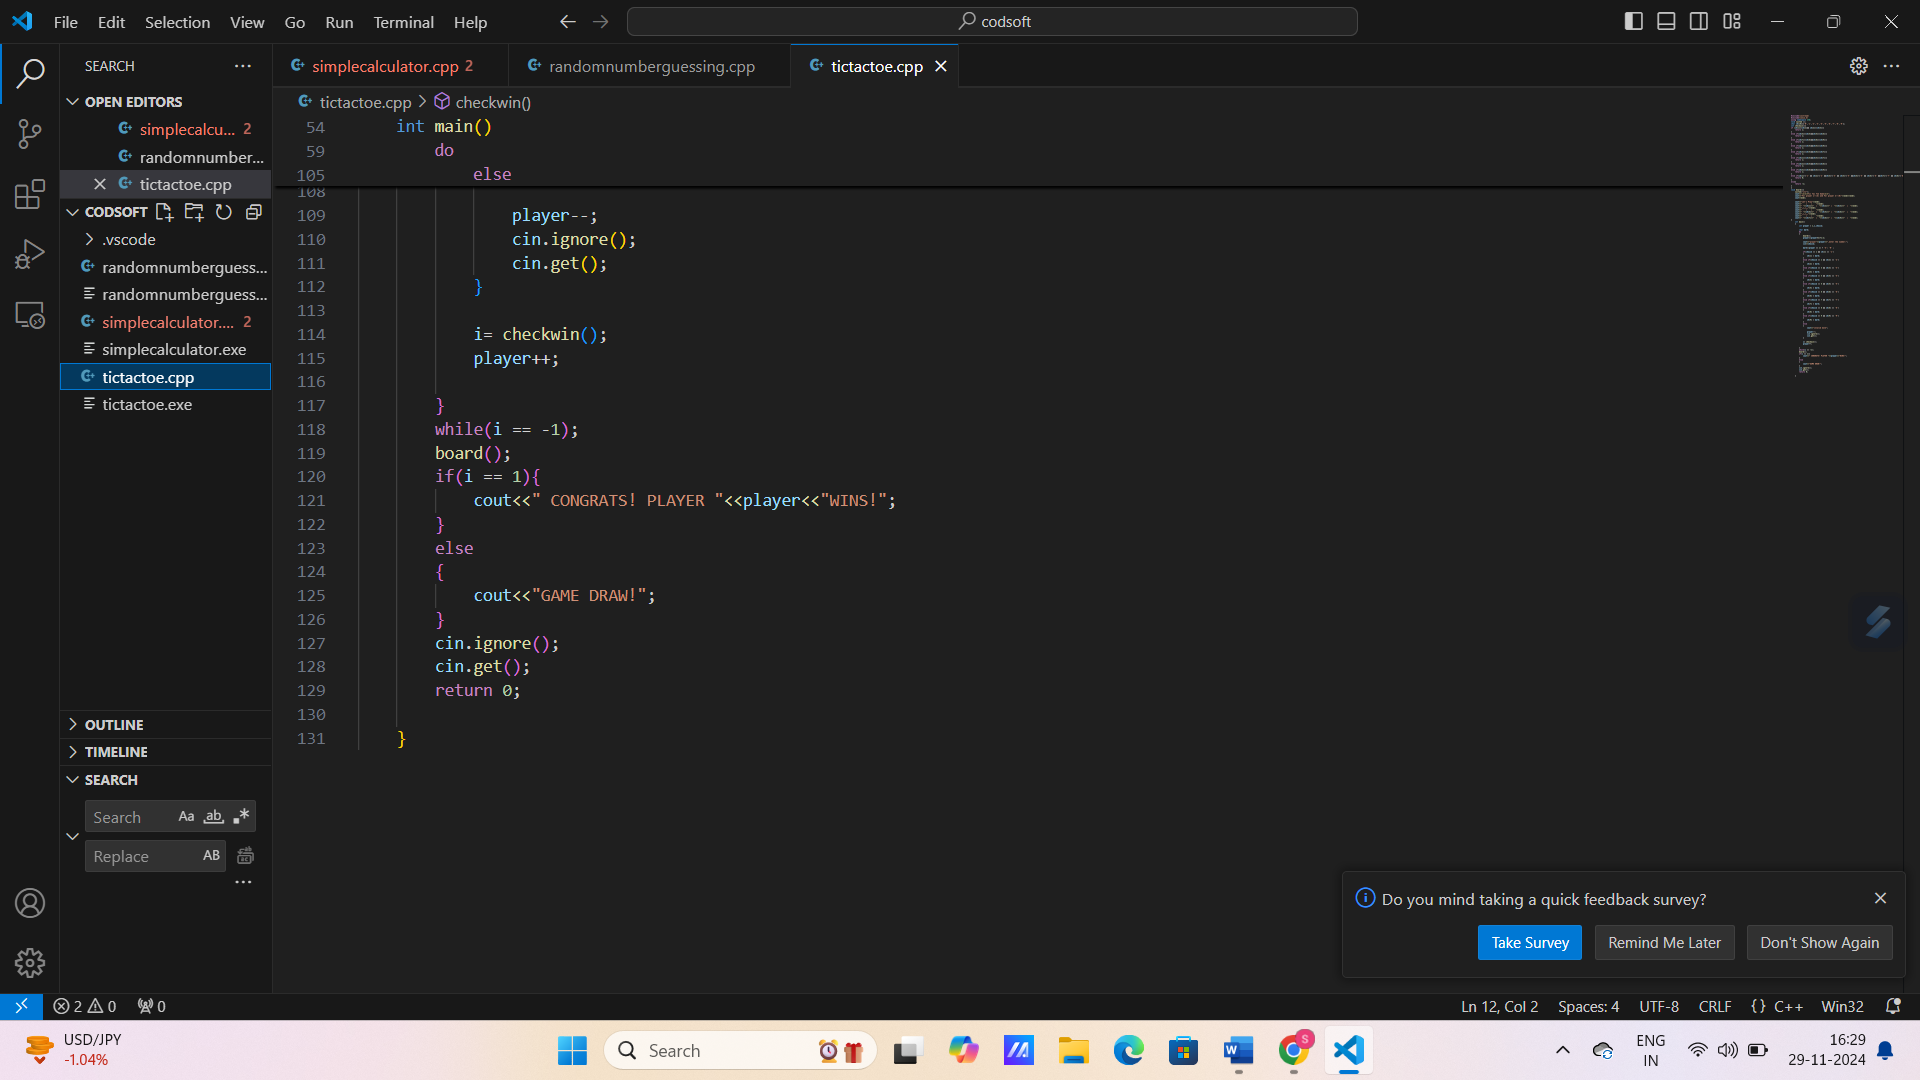 File Edit Selection View Go Run Terminal Help
codsoft
SEARCH
simplecalculator.cpp 2
randomnumberguessing.cpp
tictactoe.cpp
OPEN EDITORS
simplecalcu... 2
randomnumber...
tictactoe.cpp
CODSOFT
.vscode
randomnumberguess...
randomnumberguess...
simplecalculator.... 2
simplecalculator.exe
tictactoe.cpp
tictactoe.exe
OUTLINE
TIMELINE
SEARCH
Search Aa ab
Replace AB
tictactoe.cpp > checkwin()
54 int main()
59 do
105 else
108
109 player--;
110 cin.ignore();
111 cin.get();
112 }
113
114 i= checkwin();
115 player++;
116
117 }
118 while(i == -1);
119 board();
120 if(i == 1){
121 cout<<" CONGRATS! PLAYER "<<player<<"WINS!";
122 }
123 else
124 {
125 cout<<"GAME DRAW!";
126 }
127 cin.ignore();
128 cin.get();
129 return 0;
130
131 }
Do you mind taking a quick feedback survey?
Take Survey Remind Me Later Don't Show Again
2 0 0
Ln 12, Col 2 Spaces: 4 UTF-8 CRLF {} C++ Win32
USD/JPY
-1.04%
Search
W
S
ENG
IN
16:29
29-11-2024